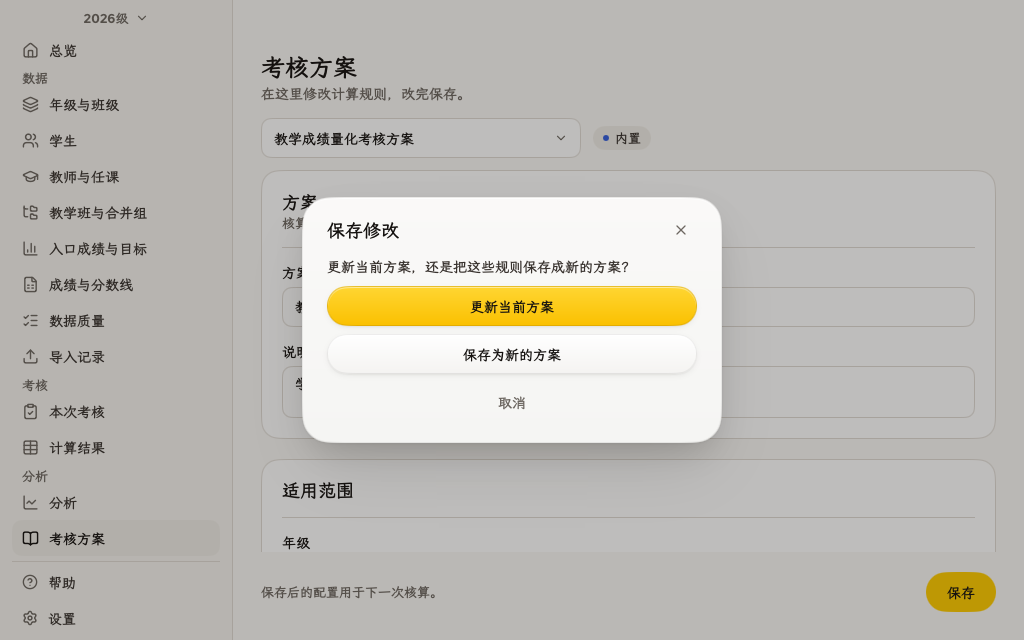 2026级
总览
数据
年级与班级
学生
教师与任课
教学班与合并组
入口成绩与目标
成绩与分数线
数据质量
导入记录
考核
本次考核
计算结果
分析
分析
考核方案
帮助
设置
考核方案
在这里修改计算规则，改完保存。
教学成绩量化考核方案
内置
方案
核算
方案
教
说明
学
保存修改
更新当前方案，还是把这些规则保存成新的方案？
更新当前方案
保存为新的方案
取消
适用范围
年级
保存后的配置用于下一次核算。
保存